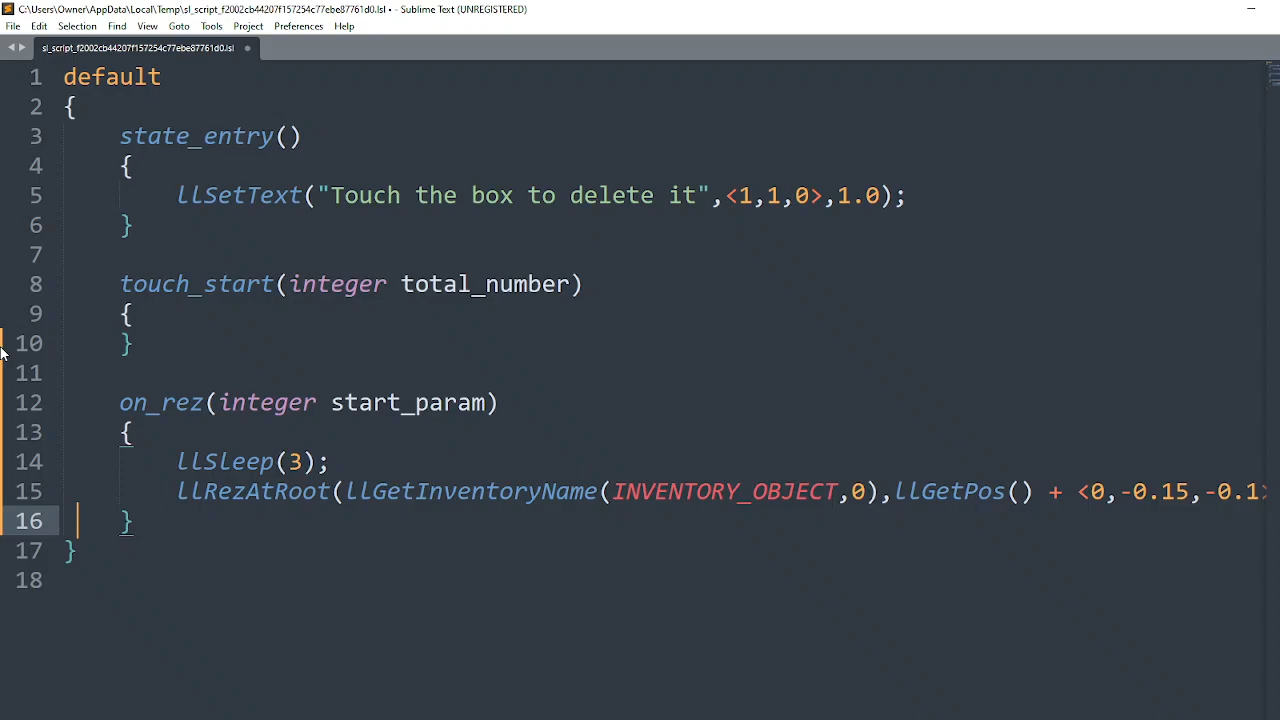 C:\Users\Owner\AppData\Local\Temp\sl_script_f2002cb44207f157254c77ebe87761d0.lsl • - Sublime Text (UNREGISTERED)
File Edit Selection Find View Goto Tools Project Preferences Help
sl_script_f2002cb44207f157254c77ebe87761d0.lsl
1 default
2 {
3 state_entry()
4 {
5 llSetText("Touch the box to delete it",<1,1,0>,1.0);
6 }
7
8 touch_start(integer total_number)
9 {
10 }
11
12 on_rez(integer start_param)
13 {
14 llSleep(3);
15 llRezAtRoot(llGetInventoryName(INVENTORY_OBJECT,0),llGetPos() + <0,-0.15,-0.1>
16 }
17 }
18